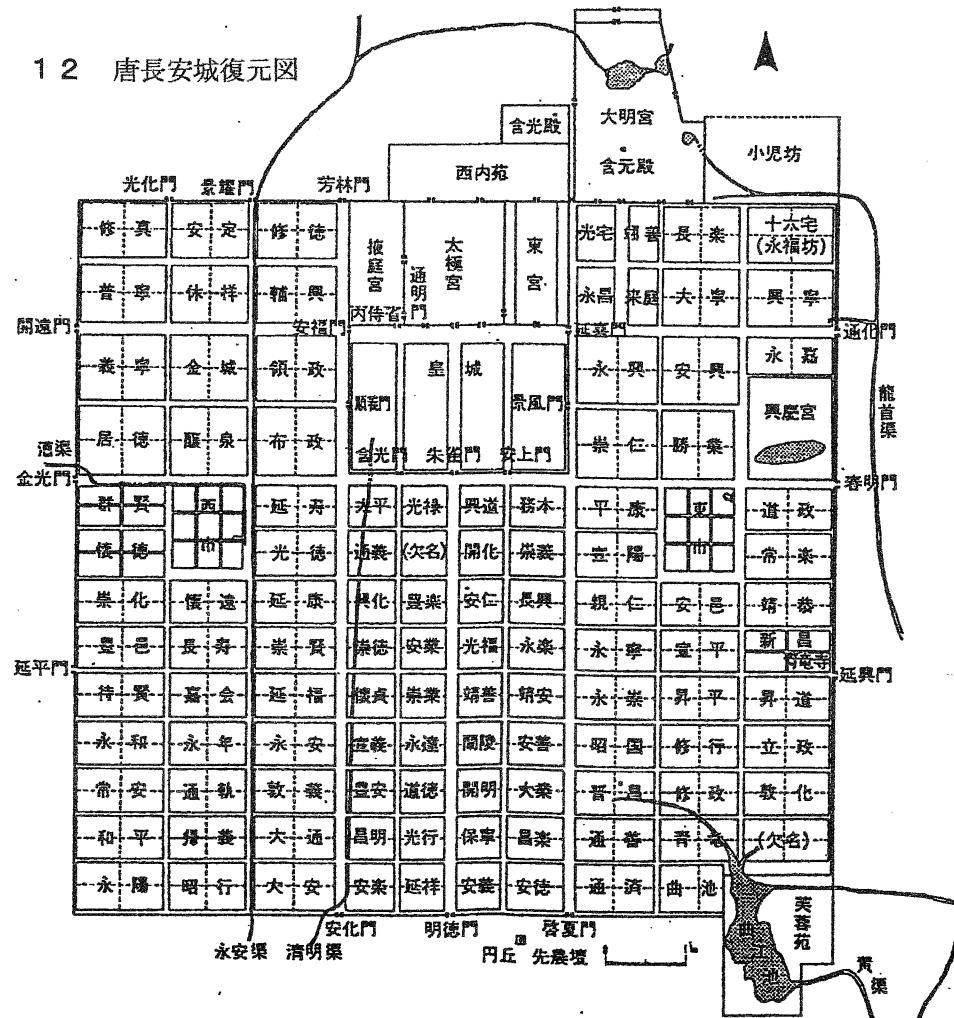 12 唐長安城復元図
大明宮
含光殿
含元殿
小児坊
西内苑
光化門 景耀門 芳林門
修真 安定 修徳
掖庭宮 太極宮 東宮
通明門
光宅 翊善 長楽 十六宅
(永福坊)
普寧 休祥 輔興
永昌 来庭 大寧 興寧
内侍省
開遠門 安福門 延喜門 通化門
義寧 金城 領政
皇城
永興 安興 永嘉
順義門 景風門
興慶宮
龍首渠
居徳 醴泉 布政
崇仁 勝業
含光門 朱雀門 安上門
漕渠
金光門 春明門
群賢 西市 延寿 太平 光禄 興道 務本 平康 東市 道政
懐徳 光徳 通義 (欠名) 開化 崇義 宣陽 常楽
崇化 懐遠 延康 興化 豊楽 安仁 長興 親仁 安邑 靖恭
豊邑 長寿 崇賢 崇徳 安業 光福 永楽 永寧 宣平 新昌
青竜寺
延平門 延興門
待賢 嘉会 延福 懐貞 崇業 靖善 靖安 永崇 昇平 昇道
永和 永年 永安 宣義 永達 蘭陵 安善 昭国 修行 立政
常安 通軌 敦義 豊安 道徳 開明 大業 晋昌 修政 敦化
和平 帰義 大通 昌明 光行 保寧 昌楽 通善 青竜 (欠名)
永陽 昭行 大安 安楽 延祥 安義 安徳 通済 曲池
芙蓉苑
曲江池
安化門 明徳門 啓夏門
永安渠 清明渠
円丘 先農壇
黄渠